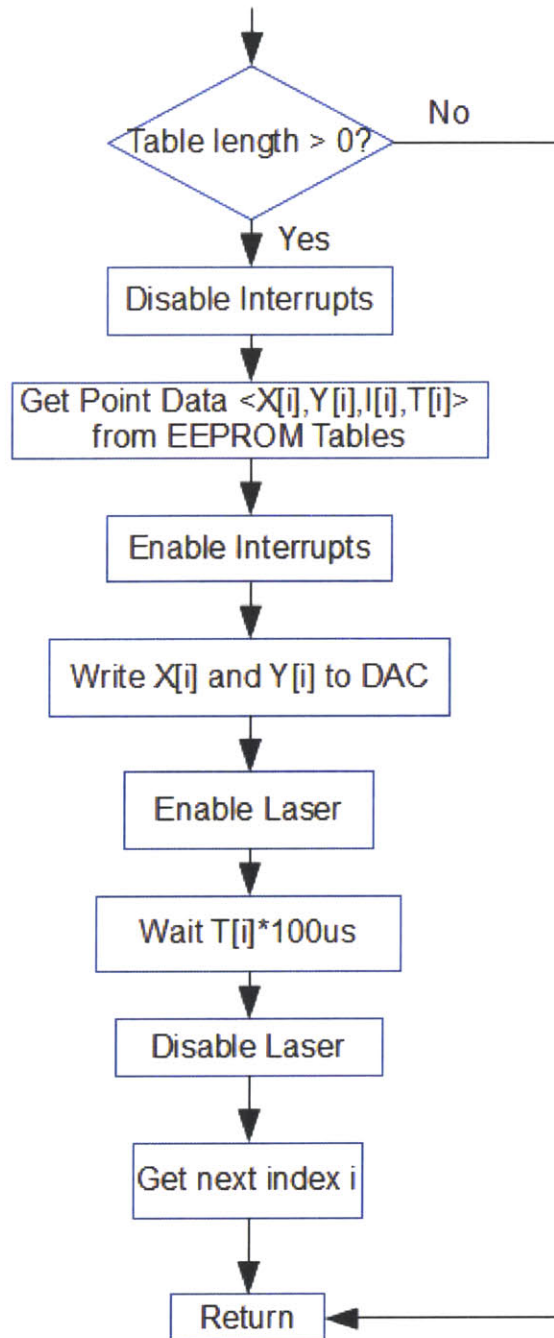 Table length > 0?
No
Yes
Disable Interrupts
Get Point Data <X[i],Y[i],I[i],T[i]>
from EEPROM Tables
Enable Interrupts
Write X[i] and Y[i] to DAC
Enable Laser
Wait T[i]*100us
Disable Laser
Get next index i
Return